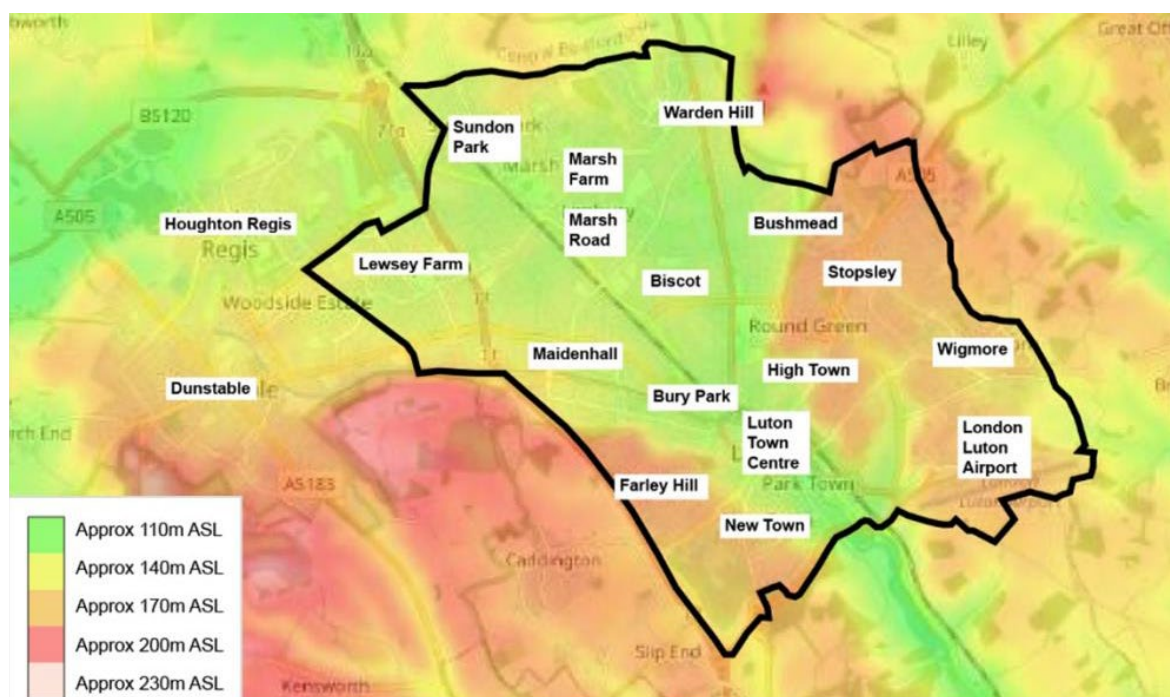 Lilley
B5120
Warden Hill
Sundon
Park
Marsh
Farm
A505
A505
Houghton Regis
Regis
Marsh
Road
Bushmead
Lewsey Farm
Stopsley
Biscot
Woodside Estate
11
Round Green
Maidenhall
Wigmore
High Town
Dunstable
Bury Park
Luton
Town
Centre
London
Luton
Airport
Park Town
A5183
Farley Hill
New Town
Caddington
Slip End
Kensworth
Approx 110m ASL
Approx 140m ASL
Approx 170m ASL
Approx 200m ASL
Approx 230m ASL